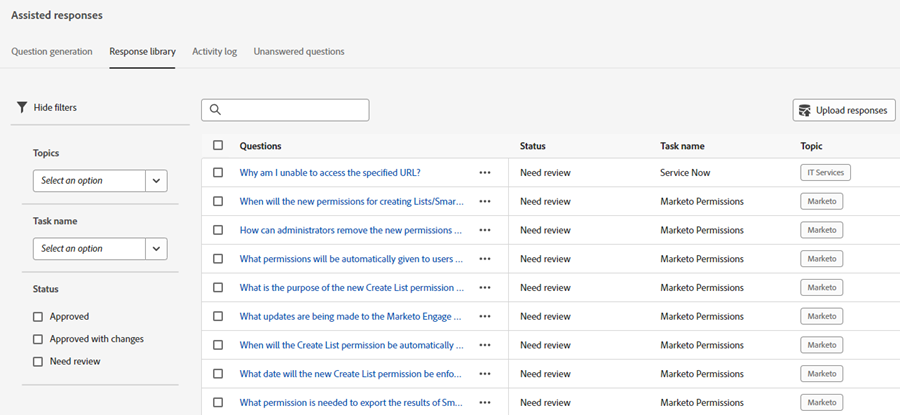 Assisted responses
Question generation Response library Activity log Unanswered questions
Hide filters
Upload responses
Topics
Select an option
Task name
Select an option
Status
Approved
Approved with changes
Need review
Questions Status Task name Topic
Why am I unable to access the specified URL? ••• Need review Service Now IT Services
When will the new permissions for creating Lists/Smar... ••• Need review Marketo Permissions Marketo
How can administrators remove the new permissions ... ••• Need review Marketo Permissions Marketo
What permissions will be automatically given to users ... ••• Need review Marketo Permissions Marketo
What is the purpose of the new Create List permission ... ••• Need review Marketo Permissions Marketo
What updates are being made to the Marketo Engage ... ••• Need review Marketo Permissions Marketo
When will the Create List permission be automatically ... ••• Need review Marketo Permissions Marketo
What date will the new Create List permission be enfo... ••• Need review Marketo Permissions Marketo
What permission is needed to export the results of Sm... ••• Need review Marketo Permissions Marketo